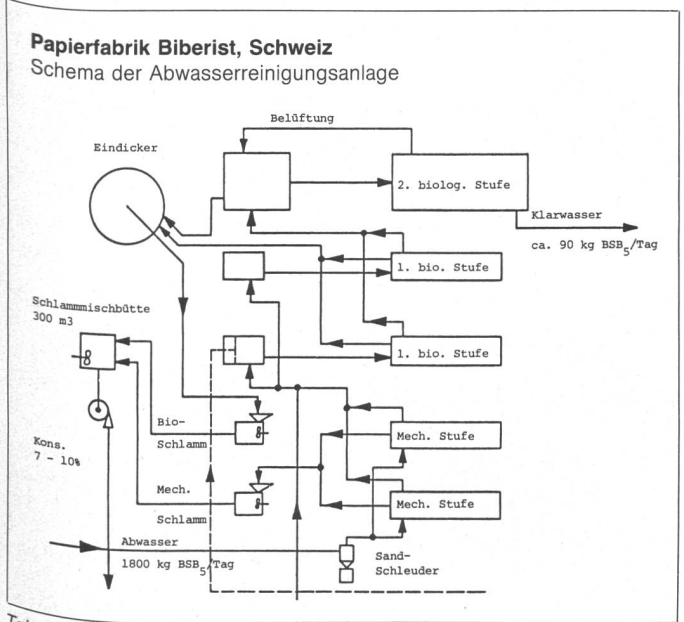 Papierfabrik Biberist, Schweiz
Schema der Abwasserreinigungsanlage
Belüftung
Eindicker
2. biolog. Stufe
Klarwasser
ca. 90 kg BSB5/Tag
1. bio. Stufe
Schlammmischbütte
300 m3
1. bio. Stufe
Bio-
Schlamm
Mech. Stufe
Kons.
7 - 10%
Mech.
Schlamm
Mech. Stufe
Abwasser
1800 kg BSB5/Tag
Sand-
Schleuder